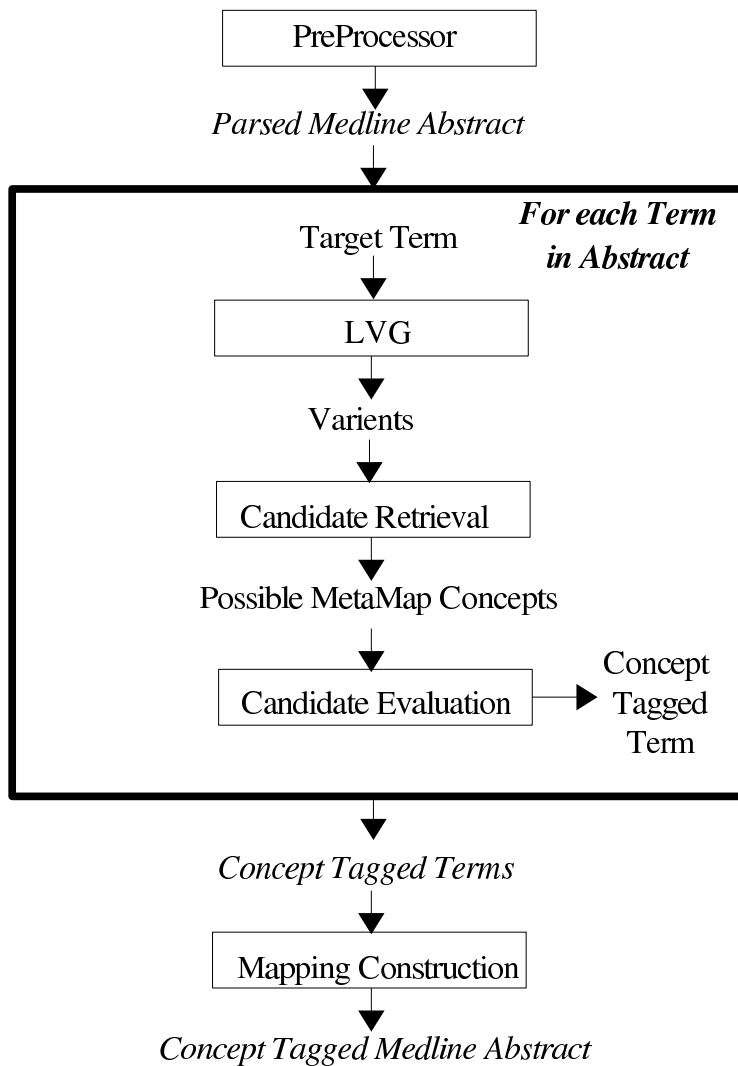 PreProcessor
Parsed Medline Abstract
For each Term
in Abstract
Target Term
LVG
Varients
Candidate Retrieval
Possible MetaMap Concepts
Candidate Evaluation
Concept
Tagged
Term
Concept Tagged Terms
Mapping Construction
Concept Tagged Medline Abstract